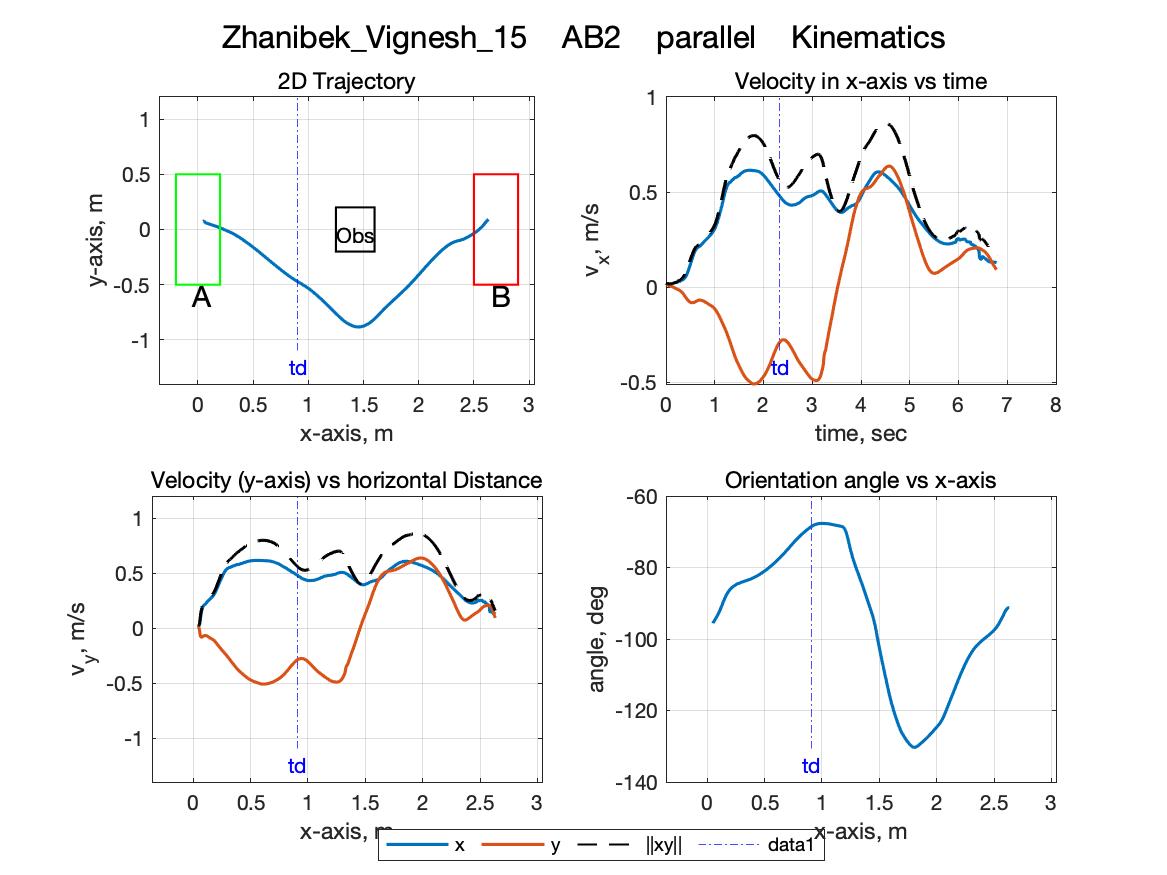 Zhanibek_Vignesh_15 AB2 parallel Kinematics
2D Trajectory
1
0.5
0
-0.5
-1
y-axis, m
Obs
A
B
td
0 0.5 1 1.5 2 2.5 3
x-axis, m
Velocity in x-axis vs time
1
0.5
0
-0.5
v_x, m/s
td
0 1 2 3 4 5 6 7 8
time, sec
Velocity (y-axis) vs horizontal Distance
1
0.5
0
-0.5
-1
v_y, m/s
td
0 0.5 1 1.5 2 2.5 3
x-axis, m
Orientation angle vs x-axis
-60
-80
-100
-120
-140
angle, deg
td
0 0.5 1 1.5 2 2.5 3
x-axis, m
x y ||xy|| data1